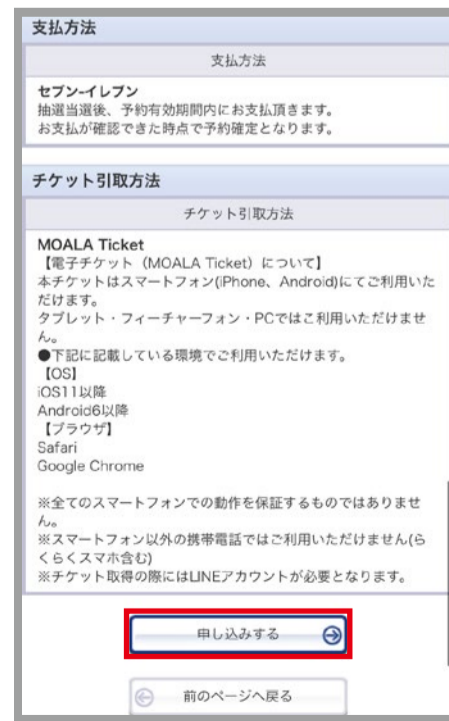 支払方法
支払方法
セブン-イレブン
抽選当選後、予約有効期間内にお支払頂きます。
お支払が確認できた時点で予約確定となります。
チケット引取方法
チケット引取方法
MOALA Ticket
【電子チケット（MOALA Ticket）について】
本チケットはスマートフォン(iPhone、Android)にてご利用いた
だけます。
タブレット・フィーチャーフォン・PCではご利用いただけませ
ん。
●下記に記載している環境でご利用いただけます。
【OS】
iOS11以降
Android6以降
【ブラウザ】
Safari
Google Chrome
※全てのスマートフォンでの動作を保証するものではありませ
ん。
※スマートフォン以外の携帯電話ではご利用いただけません(ら
くらくスマホ含む)
※チケット取得の際にはLINEアカウントが必要となります。
申し込みする
前のページへ戻る